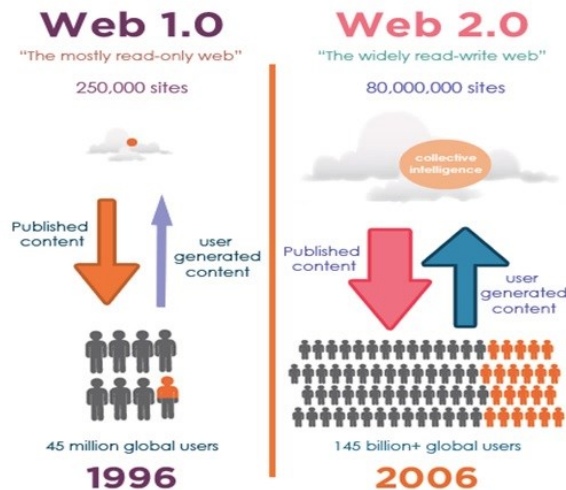 Web 1.0
"The mostly read-only web"
250,000 sites
Published
content
user
generated
content
45 million global users
1996
Web 2.0
"The widely read-write web"
80,000,000 sites
collective
intelligence
Published
content
user
generated
content
145 billion+ global users
2006